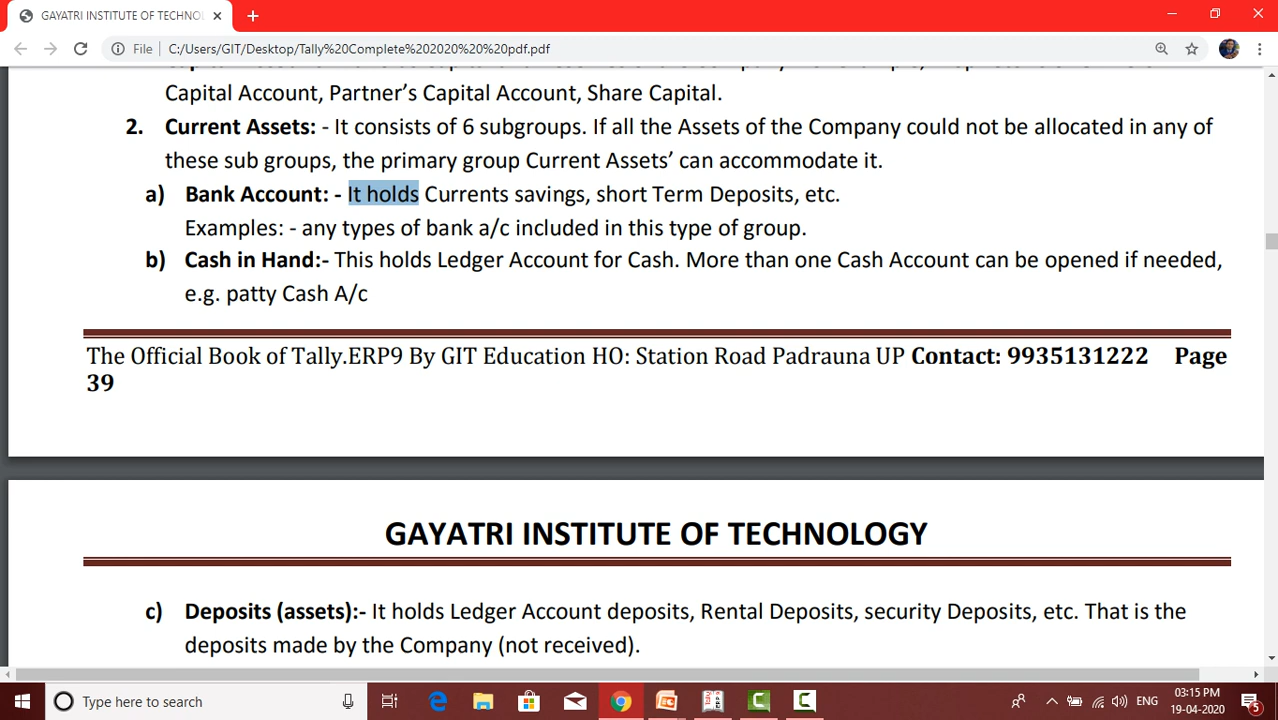 GAYATRI INSTITUTE OF TECHNOLO
File
C:/Users/GIT/Desktop/Tally%20Complete%202020%20%20pdf.pdf
Capital Account, Partner’s Capital Account, Share Capital.
2. Current Assets: - It consists of 6 subgroups. If all the Assets of the Company could not be allocated in any of
these sub groups, the primary group Current Assets’ can accommodate it.
a) Bank Account: - It holds Currents savings, short Term Deposits, etc.
Examples: - any types of bank a/c included in this type of group.
b) Cash in Hand:- This holds Ledger Account for Cash. More than one Cash Account can be opened if needed,
e.g. patty Cash A/c
The Official Book of Tally.ERP9 By GIT Education HO: Station Road Padrauna UP Contact: 9935131222 Page
39
GAYATRI INSTITUTE OF TECHNOLOGY
c) Deposits (assets):- It holds Ledger Account deposits, Rental Deposits, security Deposits, etc. That is the
deposits made by the Company (not received).
Type here to search
ENG
03:15 PM
19-04-2020
5